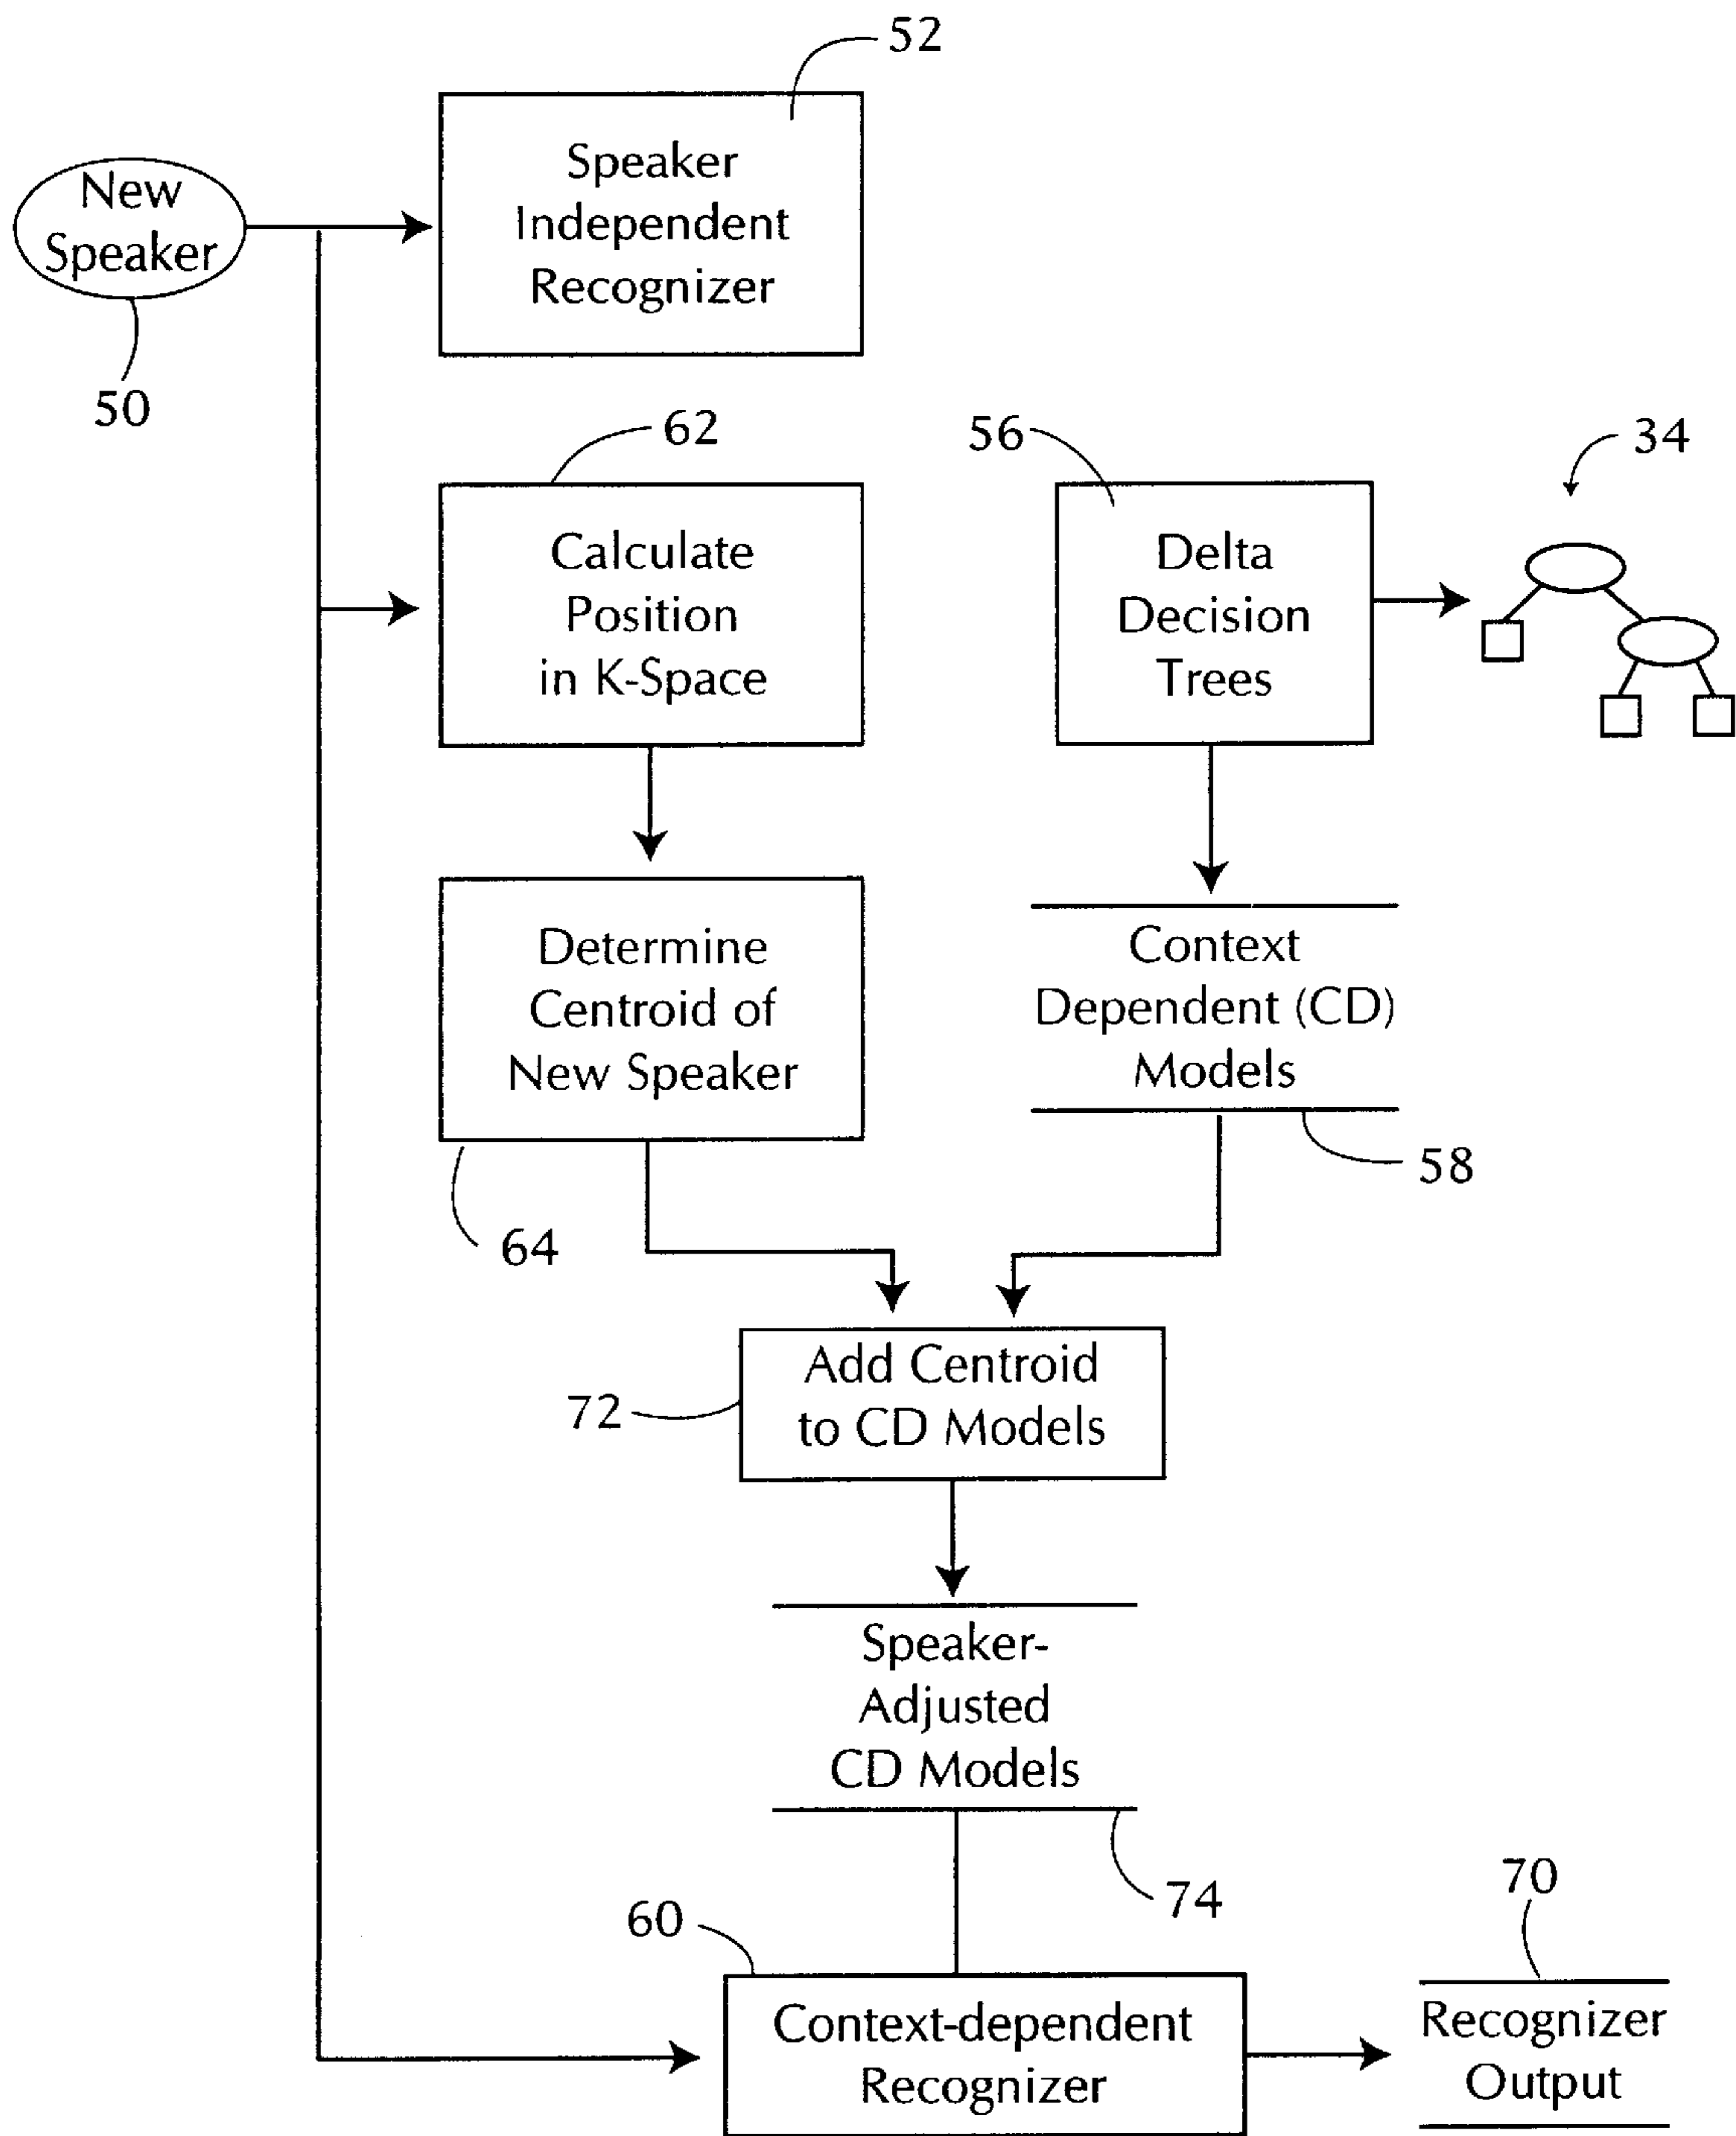 52
New
Speaker
50
Speaker
Independent
Recognizer
62
Calculate
Position
in K-Space
56
Delta
Decision
Trees
34
Determine
Centroid of
New Speaker
64
Context
Dependent (CD)
Models
58
72
Add Centroid
to CD Models
Speaker-
Adjusted
CD Models
74
60
Context-dependent
Recognizer
70
Recognizer
Output